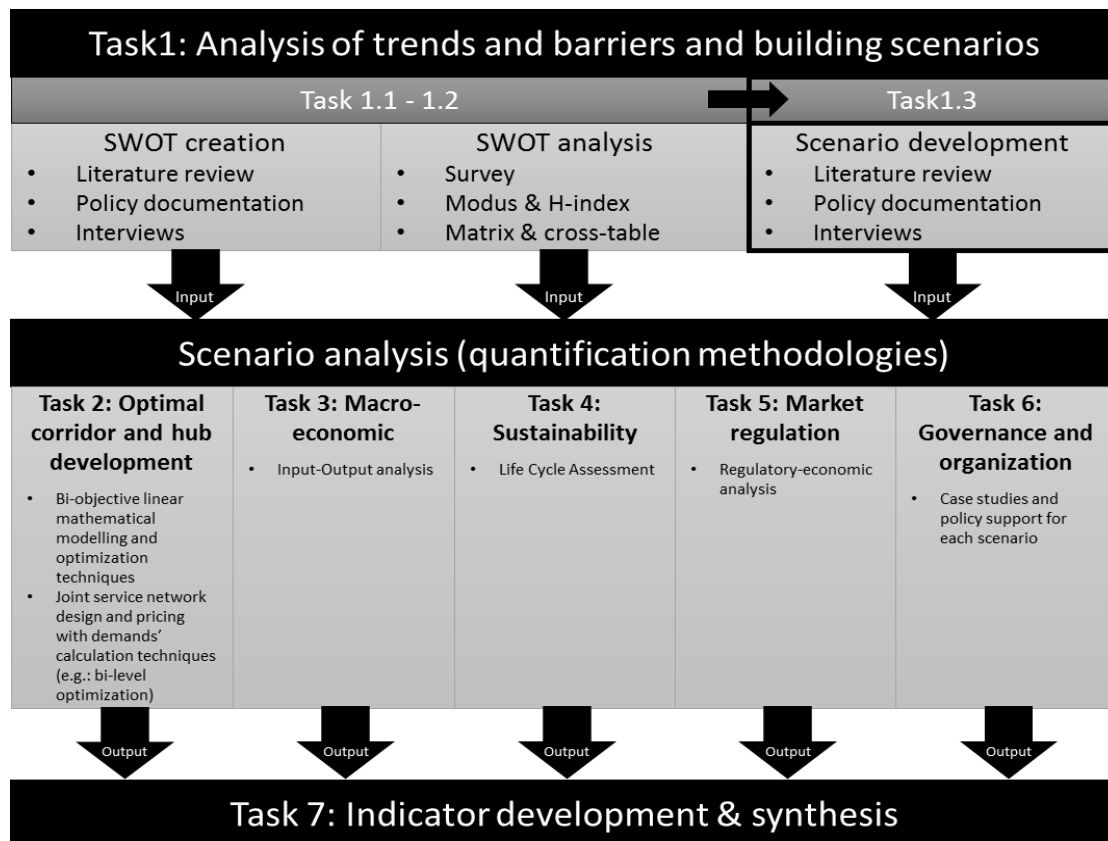 Task1: Analysis of trends and barriers and building scenarios
Task 1.1 - 1.2
Task1.3
SWOT creation
• Literature review
• Policy documentation
• Interviews
SWOT analysis
• Survey
• Modus & H-index
• Matrix & cross-table
Scenario development
• Literature review
• Policy documentation
• Interviews
Input
Input
Input
Scenario analysis (quantification methodologies)
Task 2: Optimal
corridor and hub
development
• Bi-objective linear
mathematical
modelling and
optimization
techniques
• Joint service network
design and pricing
with demands’
calculation techniques
(e.g.: bi-level
optimization)
Task 3: Macro-
economic
• Input-Output analysis
Task 4:
Sustainability
• Life Cycle Assessment
Task 5: Market
regulation
• Regulatory-economic
analysis
Task 6:
Governance and
organization
• Case studies and
policy support for
each scenario
Output
Output
Output
Output
Output
Task 7: Indicator development & synthesis